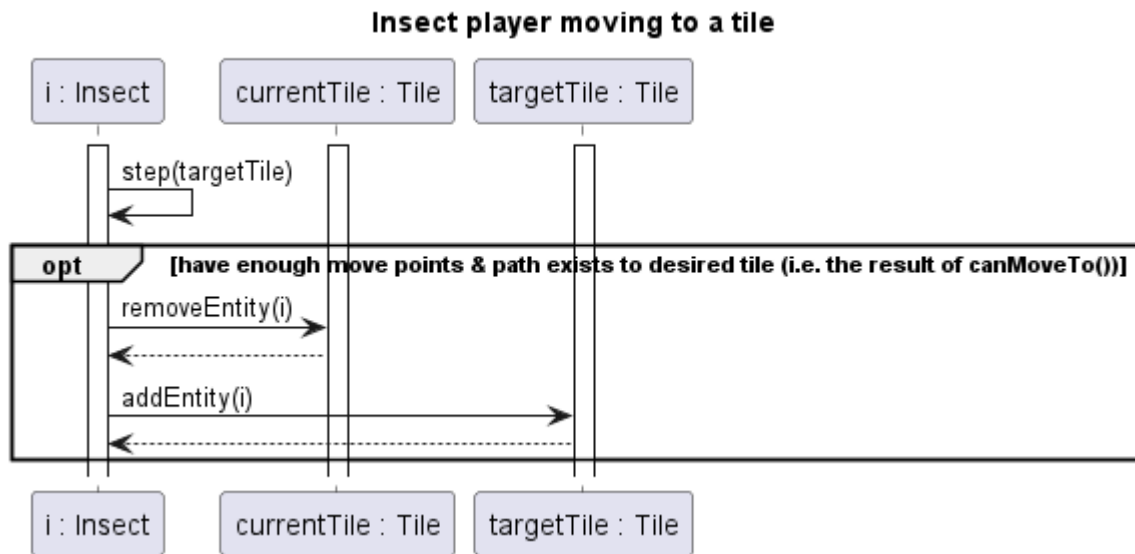 Insect player moving to a tile
i : Insect
currentTile : Tile
targetTile : Tile
step(targetTile)
opt
[have enough move points & path exists to desired tile (i.e. the result of canMoveTo())]
removeEntity(i)
addEntity(i)
i : Insect
currentTile : Tile
targetTile : Tile